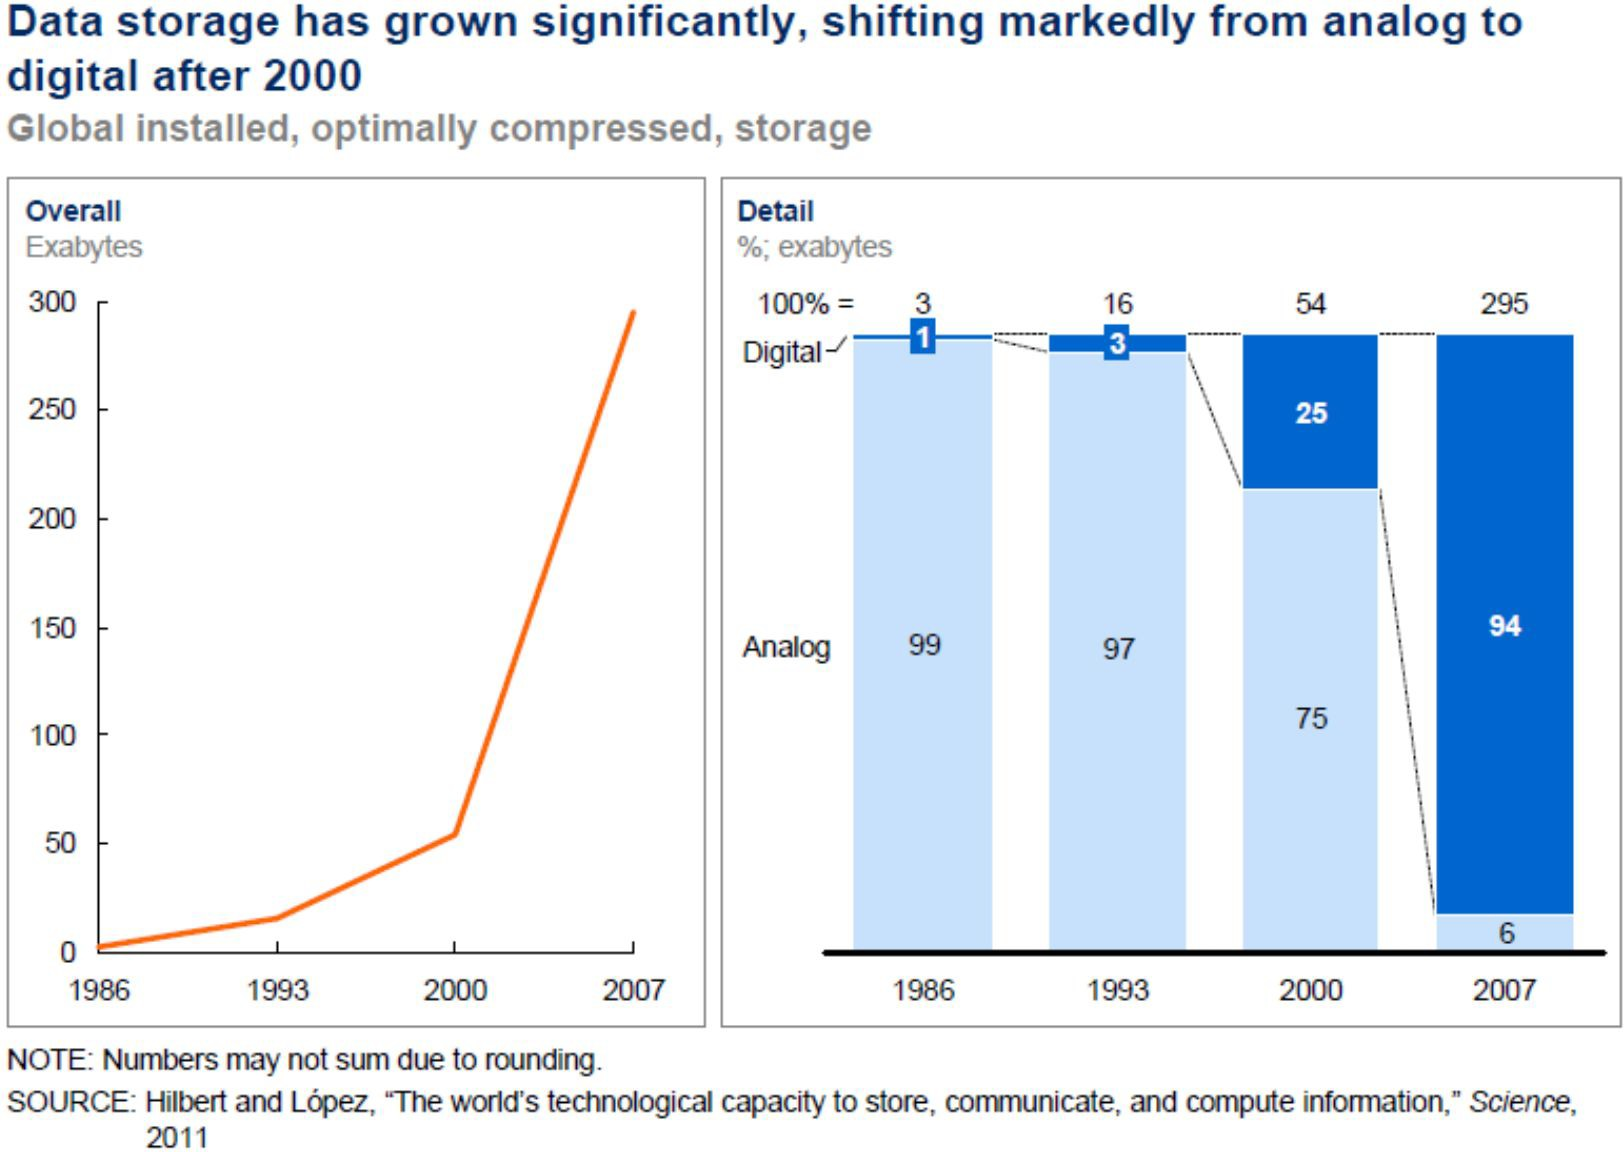 Data storage has grown significantly, shifting markedly from analog to
digital after 2000
Global installed, optimally compressed, storage
Overall
Exabytes
300
250
200
150
100
50
0
1986 1993 2000 2007
Detail
%; exabytes
100% = 3 16 54 295
Digital 1 3 25 94
Analog 99 97 75 6
1986 1993 2000 2007
NOTE: Numbers may not sum due to rounding.
SOURCE: Hilbert and López, “The world’s technological capacity to store, communicate, and compute information,” Science,
2011